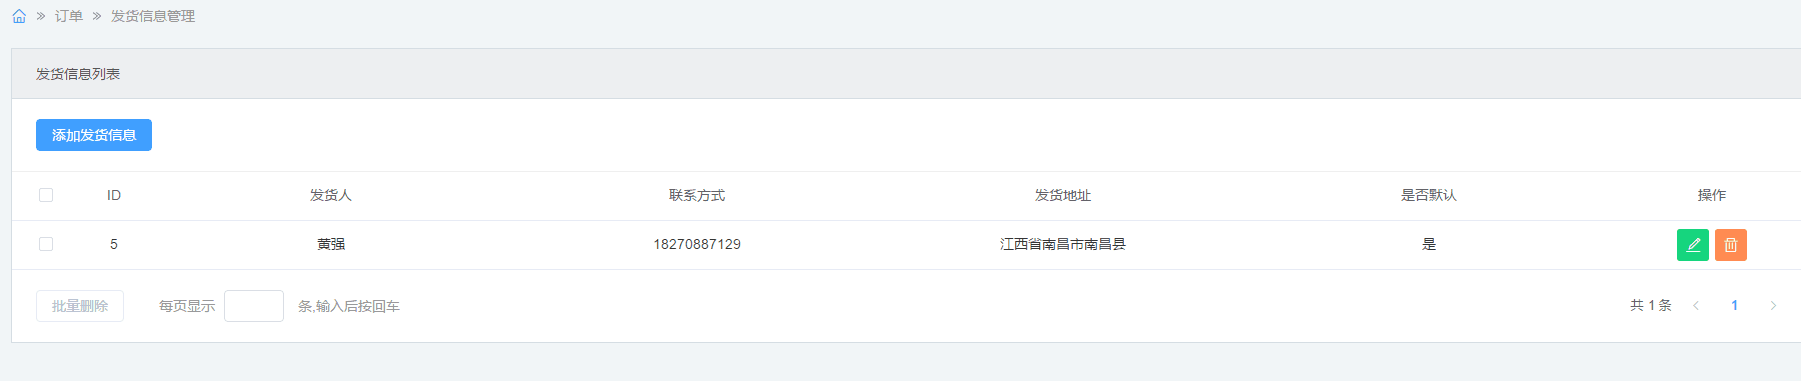 订单 发货信息管理
发货信息列表
添加发货信息
ID 发货人 联系方式 发货地址 是否默认 操作
5 黄强 18270887129 江西省南昌市南昌县 是
批量删除 每页显示 条,输入后按回车 共 1 条 1